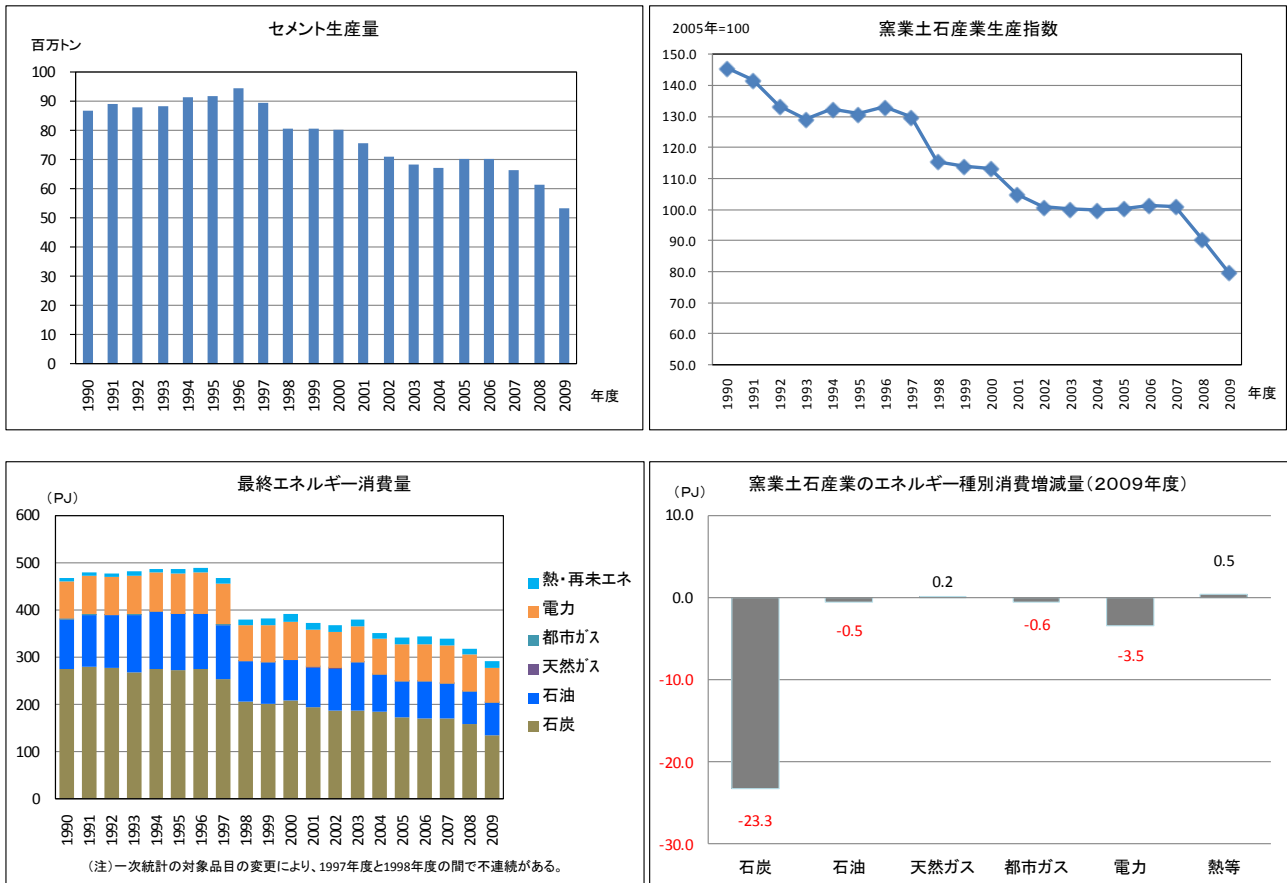 セメント生産量
百万トン
100
90
80
70
60
50
40
30
20
10
0
1990 1991 1992 1993 1994 1995 1996 1997 1998 1999 2000 2001 2002 2003 2004 2005 2006 2007 2008 2009
年度
2005年=100
窯業土石産業生産指数
150.0
140.0
130.0
120.0
110.0
100.0
90.0
80.0
70.0
60.0
50.0
1990 1991 1992 1993 1994 1995 1996 1997 1998 1999 2000 2001 2002 2003 2004 2005 2006 2007 2008 2009
年度
最終エネルギー消費量
(PJ)
600
500
400
300
200
100
0
熱・再未エネ
電力
都市ガス
天然ガス
石油
石炭
1990 1991 1992 1993 1994 1995 1996 1997 1998 1999 2000 2001 2002 2003 2004 2005 2006 2007 2008 2009
(注)一次統計の対象品目の変更により、1997年度と1998年度の間で不連続がある。
(PJ)
窯業土石産業のエネルギー種別消費増減量(2009年度)
10.0
0.0
-10.0
-20.0
-30.0
-23.3
-0.5
0.2
-0.6
-3.5
0.5
石炭 石油 天然ガス 都市ガス 電力 熱等